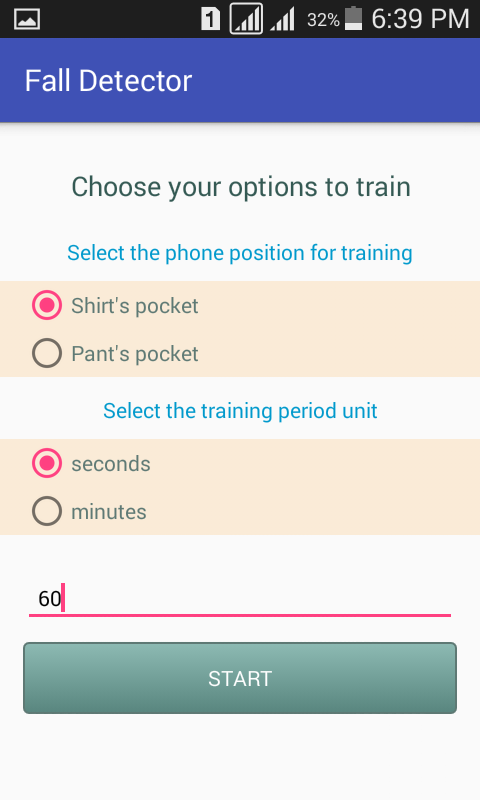 1 32% 6:39 PM
Fall Detector
Choose your options to train
Select the phone position for training
Shirt's pocket
Pant's pocket
Select the training period unit
seconds
minutes
60
START